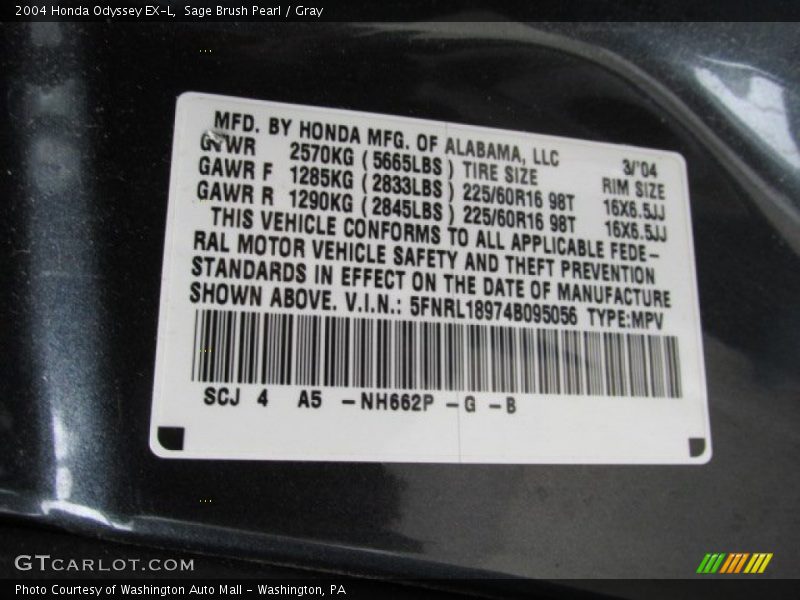 2004 Honda Odyssey EX-L, Sage Brush Pearl / Gray
MFD. BY HONDA MFG. OF ALABAMA, LLC 3/'04
GVWR 2570KG ( 5665LBS ) TIRE SIZE RIM SIZE
GAWR F 1285KG ( 2833LBS ) 225/60R16 98T 16X6.5JJ
GAWR R 1290KG ( 2845LBS ) 225/60R16 98T 16X6.5JJ
THIS VEHICLE CONFORMS TO ALL APPLICABLE FEDE-
RAL MOTOR VEHICLE SAFETY AND THEFT PREVENTION
STANDARDS IN EFFECT ON THE DATE OF MANUFACTURE
SHOWN ABOVE. V.I.N.: 5FNRL18974B095056 TYPE:MPV
SCJ 4 A5 -NH662P -G -B
GTCARLOT.COM
Photo Courtesy of Washington Auto Mall - Washington, PA